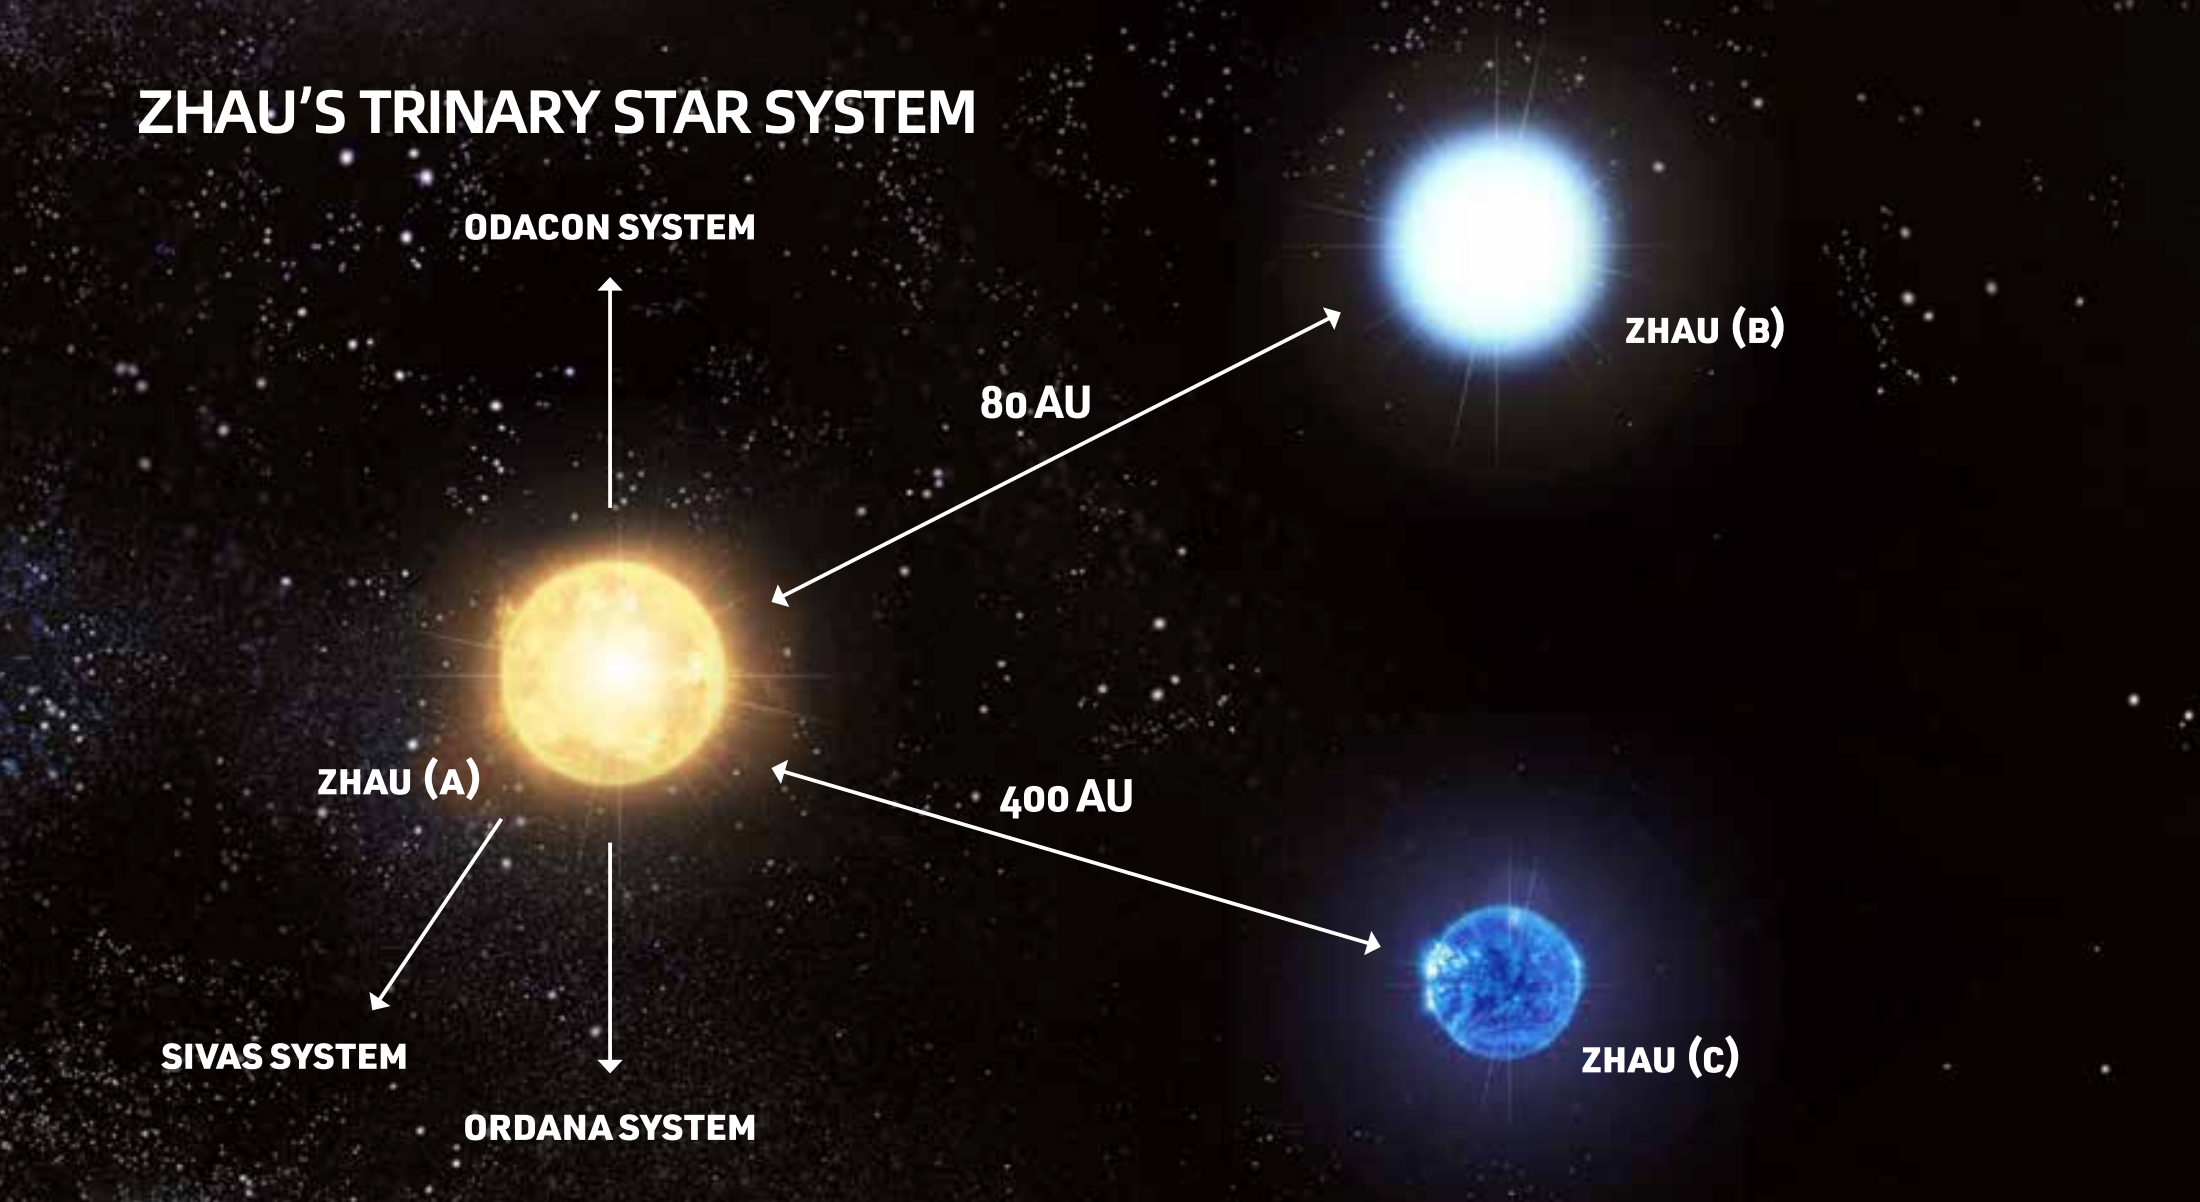 ZHAU'S TRINARY STAR SYSTEM
ODACON SYSTEM
ZHAU (B)
80 AU
ZHAU (A)
400 AU
SIVAS SYSTEM
ZHAU (C)
ORDANA SYSTEM